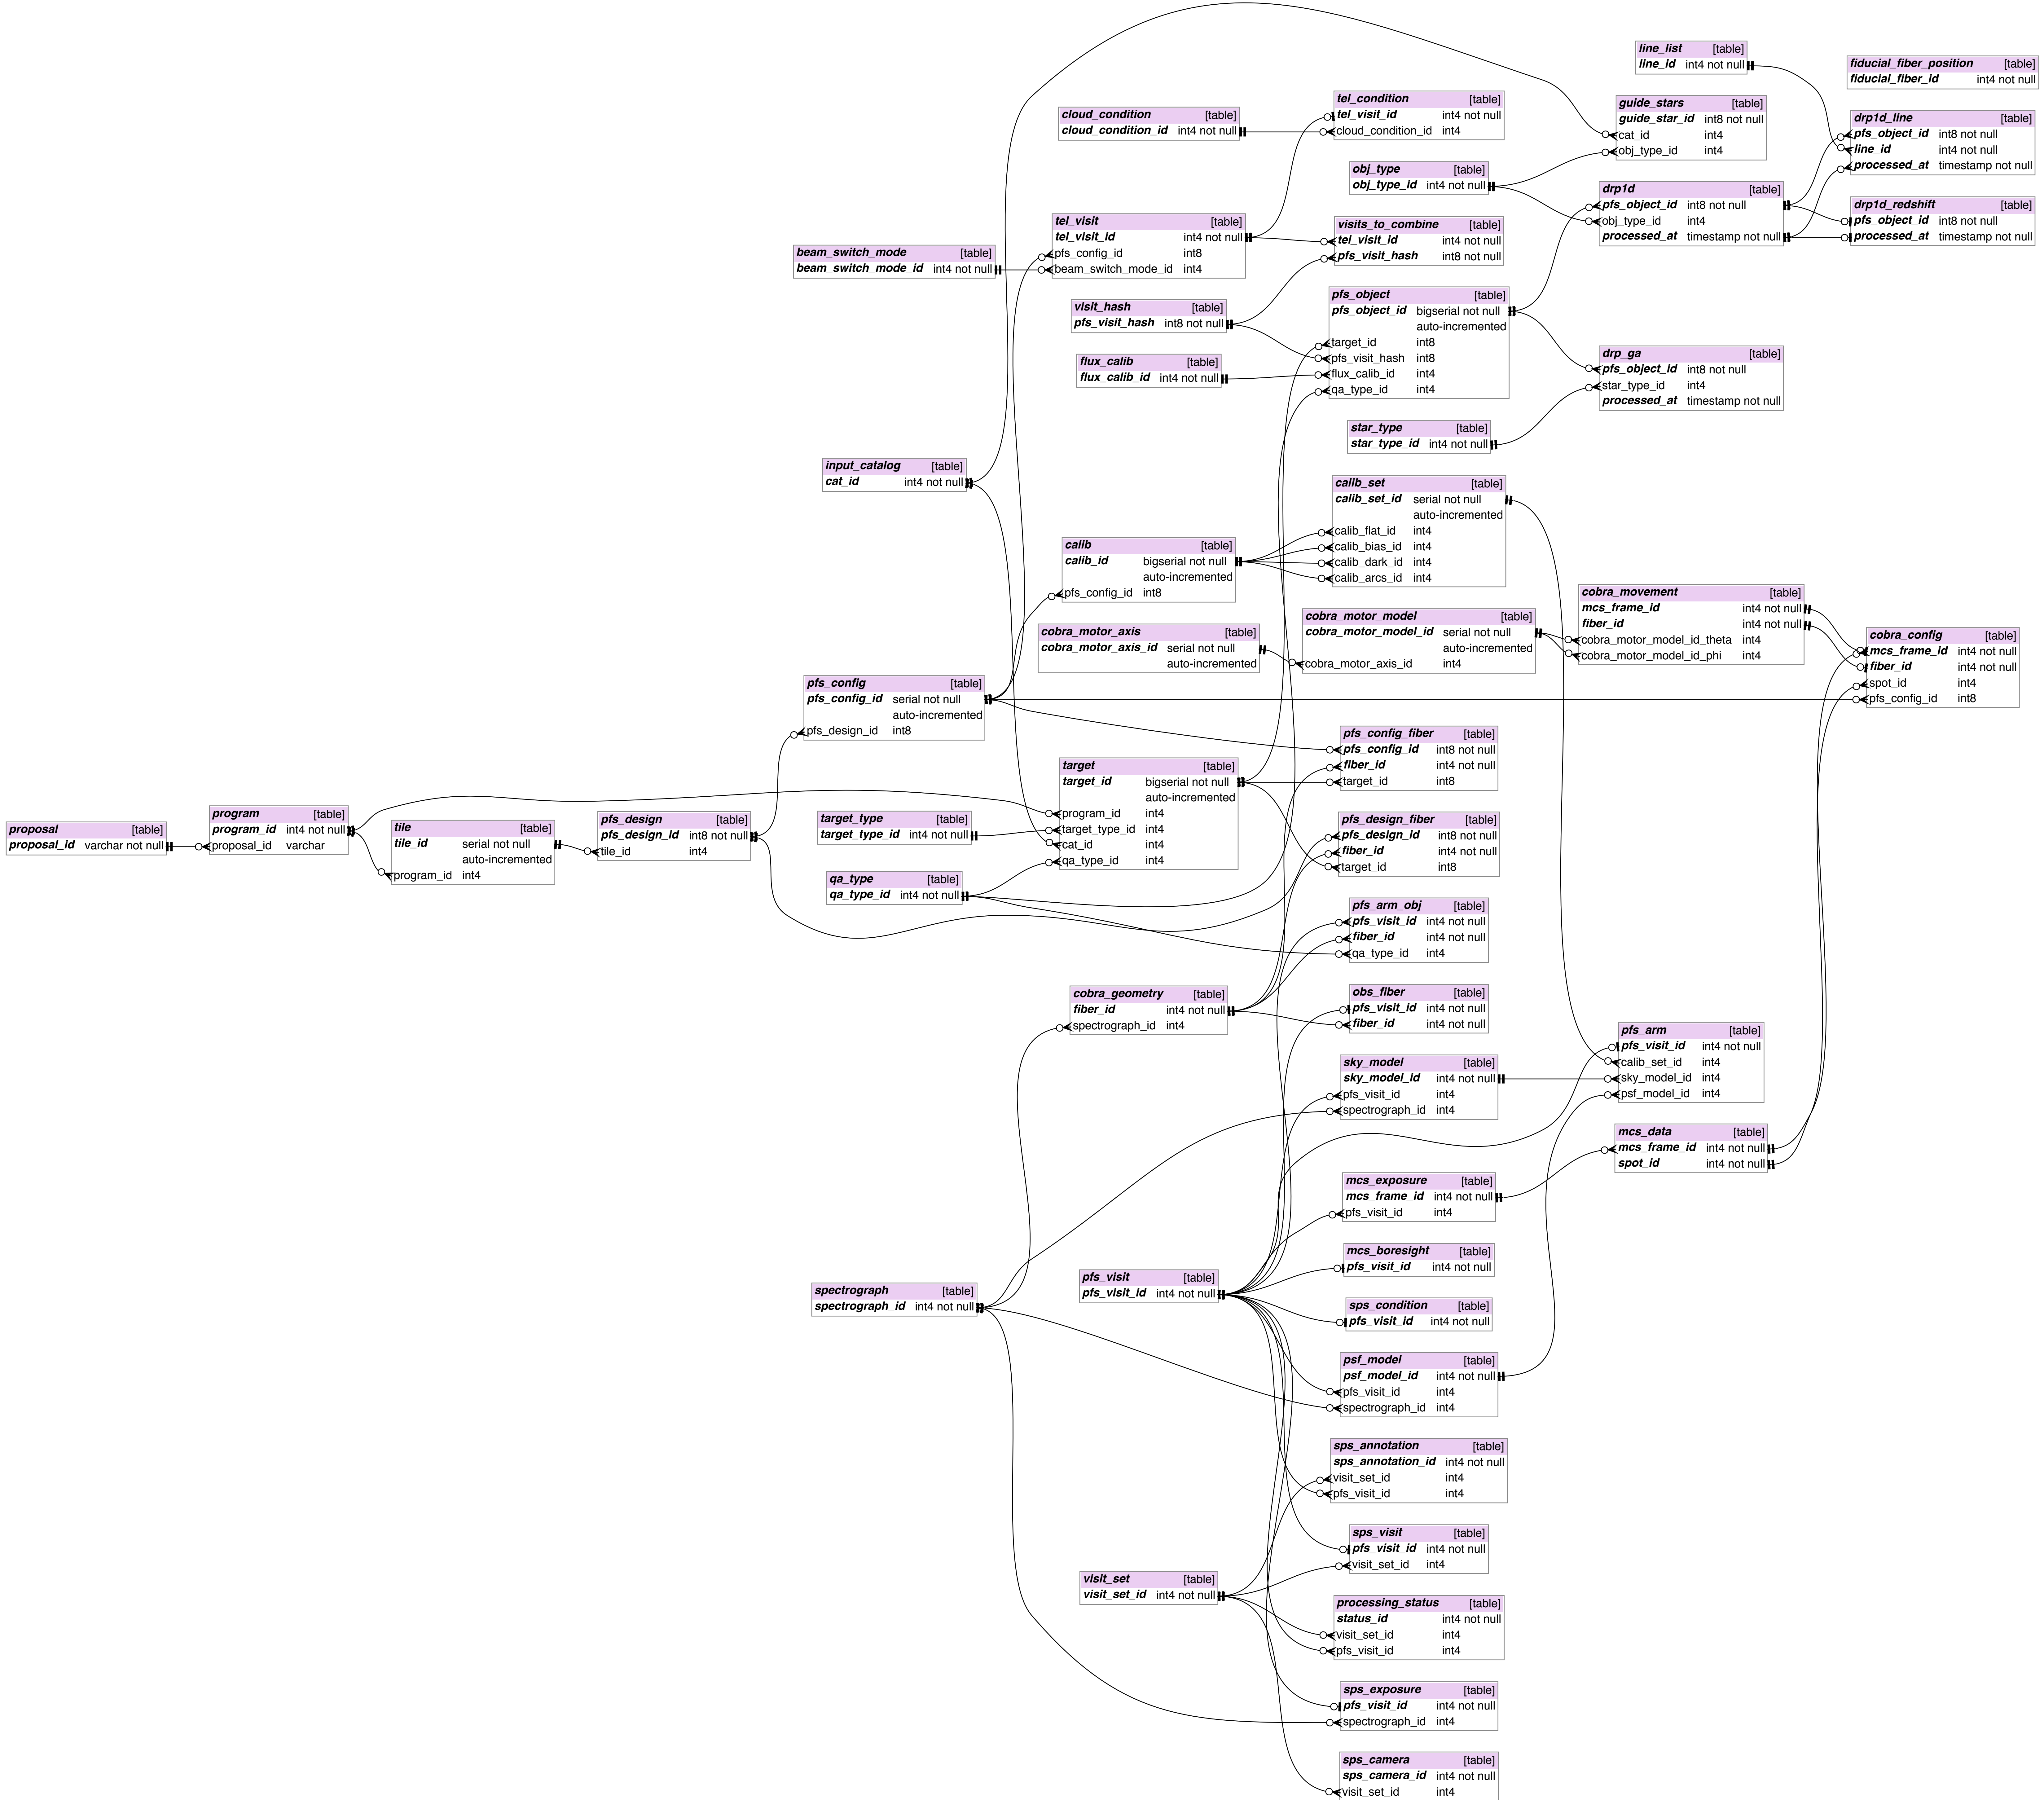 proposal [table]
proposal_id varchar not null
program [table]
program_id int4 not null
proposal_id varchar
tile [table]
tile_id serial not null
auto-incremented
program_id int4
pfs_design [table]
pfs_design_id int8 not null
tile_id int4
beam_switch_mode [table]
beam_switch_mode_id int4 not null
input_catalog [table]
cat_id int4 not null
pfs_config [table]
pfs_config_id serial not null
auto-incremented
pfs_design_id int8
target_type [table]
target_type_id int4 not null
qa_type [table]
qa_type_id int4 not null
spectrograph [table]
spectrograph_id int4 not null
cloud_condition [table]
cloud_condition_id int4 not null
tel_visit [table]
tel_visit_id int4 not null
pfs_config_id int8
beam_switch_mode_id int4
visit_hash [table]
pfs_visit_hash int8 not null
flux_calib [table]
flux_calib_id int4 not null
calib [table]
calib_id bigserial not null
auto-incremented
pfs_config_id int8
cobra_motor_axis [table]
cobra_motor_axis_id serial not null
auto-incremented
target [table]
target_id bigserial not null
auto-incremented
program_id int4
target_type_id int4
cat_id int4
qa_type_id int4
cobra_geometry [table]
fiber_id int4 not null
spectrograph_id int4
pfs_visit [table]
pfs_visit_id int4 not null
visit_set [table]
visit_set_id int4 not null
tel_condition [table]
tel_visit_id int4 not null
cloud_condition_id int4
obj_type [table]
obj_type_id int4 not null
visits_to_combine [table]
tel_visit_id int4 not null
pfs_visit_hash int8 not null
pfs_object [table]
pfs_object_id bigserial not null
auto-incremented
target_id int8
pfs_visit_hash int8
flux_calib_id int4
qa_type_id int4
star_type [table]
star_type_id int4 not null
calib_set [table]
calib_set_id serial not null
auto-incremented
calib_flat_id int4
calib_bias_id int4
calib_dark_id int4
calib_arcs_id int4
cobra_motor_model [table]
cobra_motor_model_id serial not null
auto-incremented
cobra_motor_axis_id int4
pfs_config_fiber [table]
pfs_config_id int8 not null
fiber_id int4 not null
target_id int8
pfs_design_fiber [table]
pfs_design_id int8 not null
fiber_id int4 not null
target_id int8
pfs_arm_obj [table]
pfs_visit_id int4 not null
fiber_id int4 not null
qa_type_id int4
obs_fiber [table]
pfs_visit_id int4 not null
fiber_id int4 not null
sky_model [table]
sky_model_id int4 not null
pfs_visit_id int4
spectrograph_id int4
mcs_exposure [table]
mcs_frame_id int4 not null
pfs_visit_id int4
mcs_boresight [table]
pfs_visit_id int4 not null
sps_condition [table]
pfs_visit_id int4 not null
psf_model [table]
psf_model_id int4 not null
pfs_visit_id int4
spectrograph_id int4
sps_annotation [table]
sps_annotation_id int4 not null
visit_set_id int4
pfs_visit_id int4
sps_visit [table]
pfs_visit_id int4 not null
visit_set_id int4
processing_status [table]
status_id int4 not null
visit_set_id int4
pfs_visit_id int4
sps_exposure [table]
pfs_visit_id int4 not null
spectrograph_id int4
sps_camera [table]
sps_camera_id int4 not null
visit_set_id int4
line_list [table]
line_id int4 not null
guide_stars [table]
guide_star_id int8 not null
cat_id int4
obj_type_id int4
drp1d [table]
pfs_object_id int8 not null
obj_type_id int4
processed_at timestamp not null
drp_ga [table]
pfs_object_id int8 not null
star_type_id int4
processed_at timestamp not null
cobra_movement [table]
mcs_frame_id int4 not null
fiber_id int4 not null
cobra_motor_model_id_theta int4
cobra_motor_model_id_phi int4
pfs_arm [table]
pfs_visit_id int4 not null
calib_set_id int4
sky_model_id int4
psf_model_id int4
mcs_data [table]
mcs_frame_id int4 not null
spot_id int4 not null
fiducial_fiber_position [table]
fiducial_fiber_id int4 not null
drp1d_line [table]
pfs_object_id int8 not null
line_id int4 not null
processed_at timestamp not null
drp1d_redshift [table]
pfs_object_id int8 not null
processed_at timestamp not null
cobra_config [table]
mcs_frame_id int4 not null
fiber_id int4 not null
spot_id int4
pfs_config_id int8